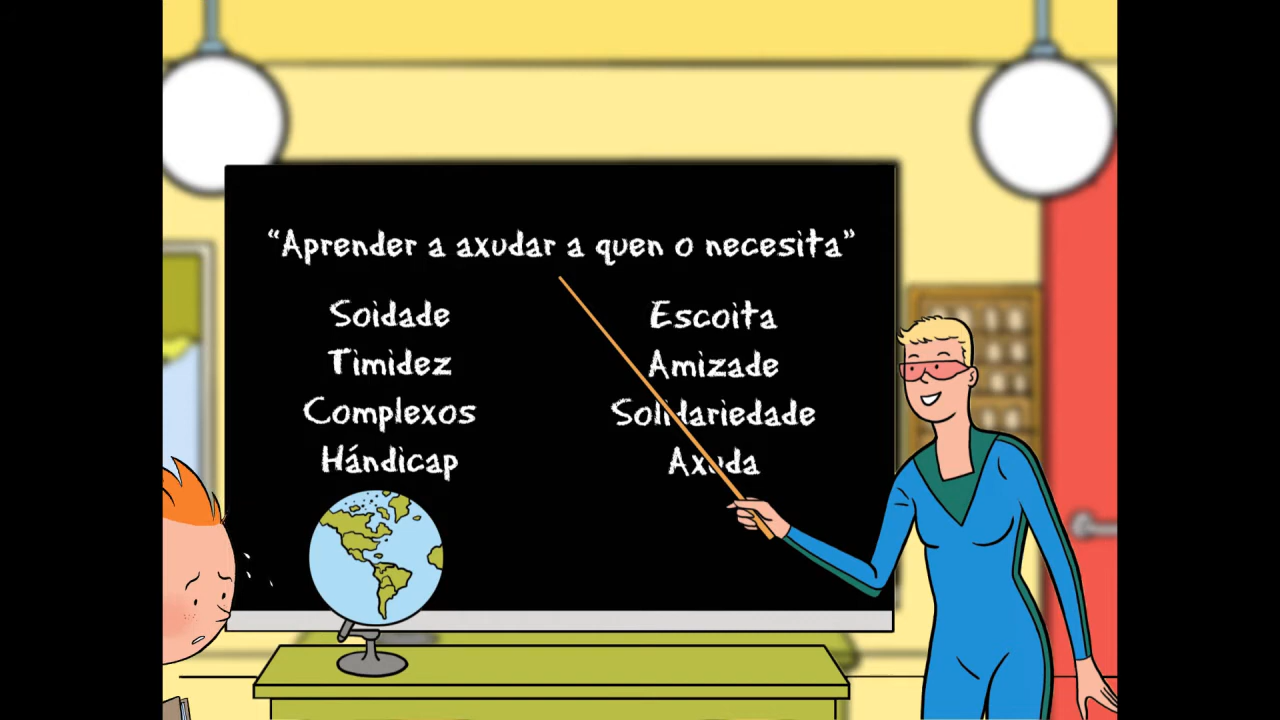 “Aprender a axudar a quen o necesita”
Soidade
Timidez
Complexos
Hándicap
Escoita
Amizade
Solidariedade
Axuda